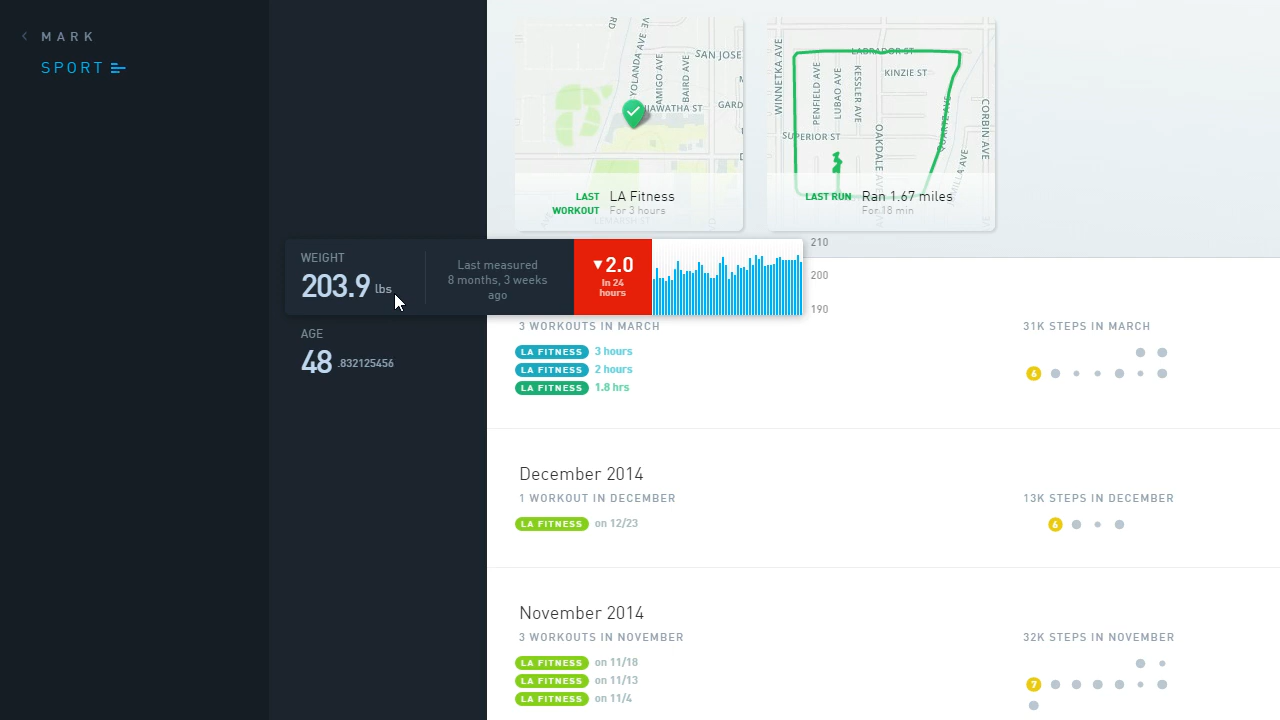 MARK
SPORT
RD
YOLANDA AVE
AMIGO AVE
BAIRD AVE
SAN JOSE
GARD
LAST WORKOUT
LA Fitness
For 3 hours
WINNETKA AVE
LABRADOR ST
KINZIE ST
PENFIELD AVE
LUBAO AVE
KESSLER AVE
SUPERIOR ST
OAKDALE AVE
QUARTZ AVE
CORBIN AVE
LAST RUN
Ran 1.67 miles
For 18 min
WEIGHT
203.9 lbs
Last measured
8 months, 3 weeks
ago
▼2.0
In 24
hours
210
200
190
AGE
48 .832125456
3 WORKOUTS IN MARCH
LA FITNESS 3 hours
LA FITNESS 2 hours
LA FITNESS 1.8 hrs
31K STEPS IN MARCH
6
December 2014
1 WORKOUT IN DECEMBER
LA FITNESS on 12/23
13K STEPS IN DECEMBER
6
November 2014
3 WORKOUTS IN NOVEMBER
LA FITNESS on 11/18
LA FITNESS on 11/13
LA FITNESS on 11/4
32K STEPS IN NOVEMBER
7